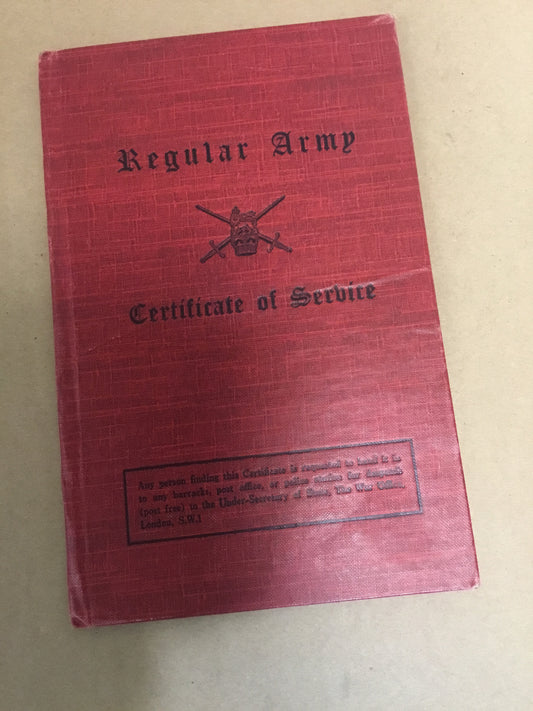 Regular Army
Certificate of Service
Any person finding this Certificate is requested to hand it in
to any barracks, post office, or police station for despatch
(post free) to the Under-Secretary of State, The War Office,
London, S.W.1